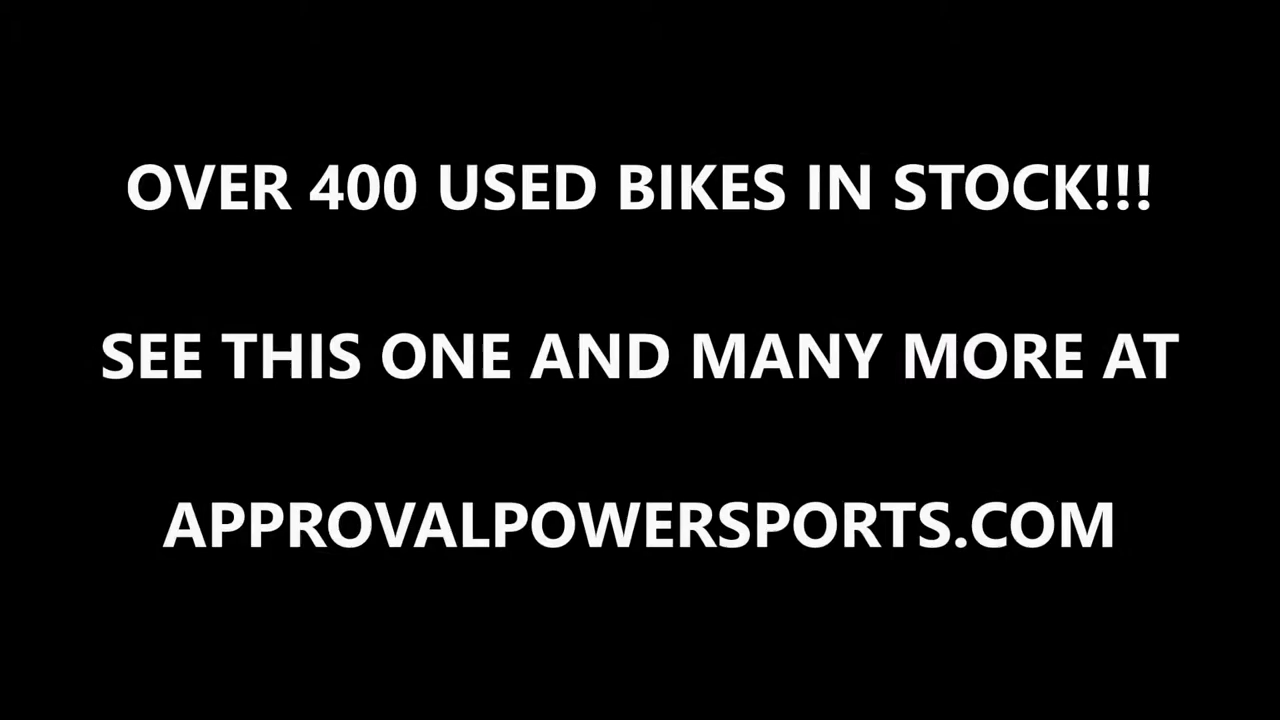 OVER 400 USED BIKES IN STOCK!!!
SEE THIS ONE AND MANY MORE AT
APPROVALPOWERSPORTS.COM